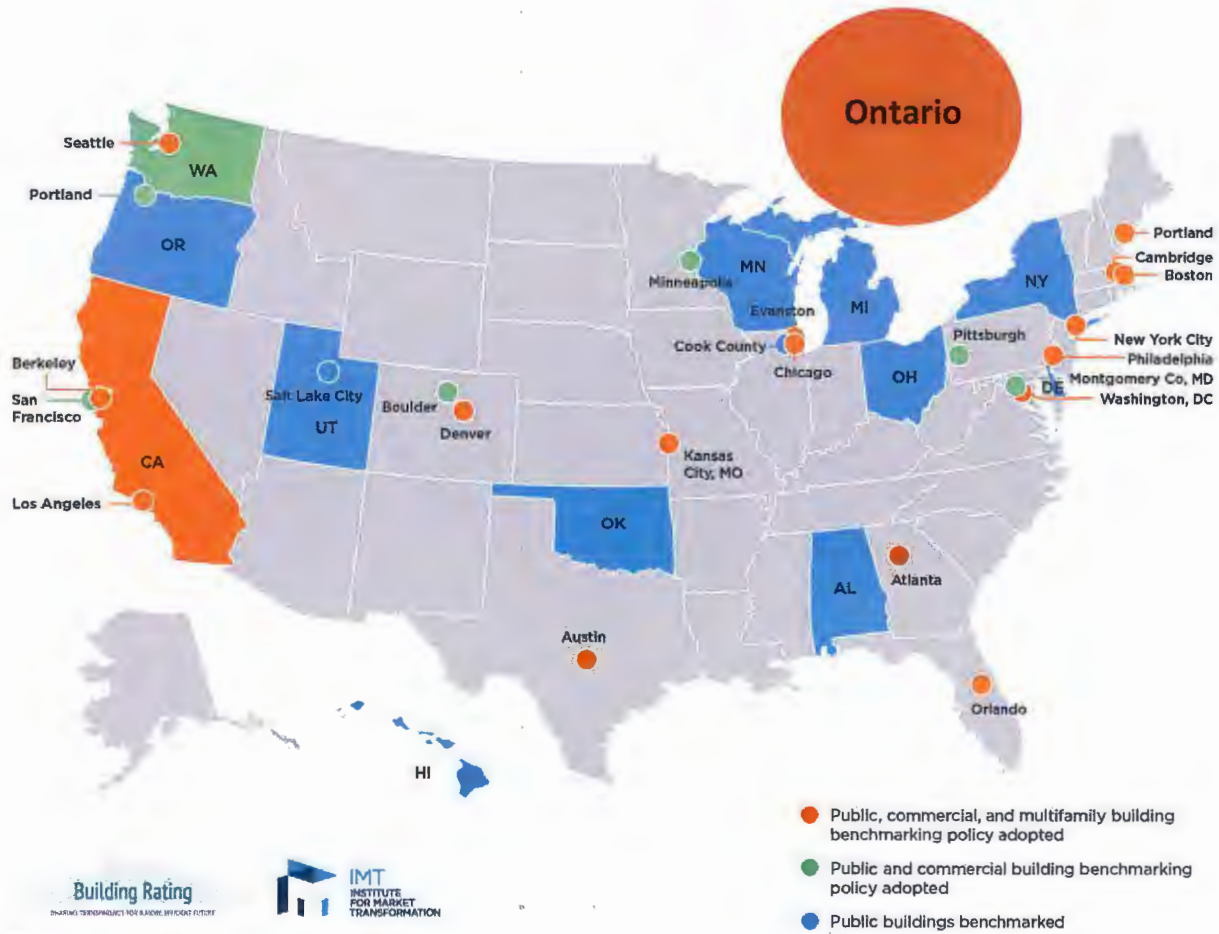 Ontario
Seattle
WA
Portland
OR
Minneapolis
MN
MI
NY
Portland
Cambridge
Boston
Evanston
Cook County
Chicago
Pittsburgh
OH
New York City
Philadelphia
DE
Montgomery Co, MD
Washington, DC
Berkeley
San
Francisco
Salt Lake City
UT
Boulder
Denver
CA
Kansas
City, MO
Los Angeles
OK
AL
Atlanta
Austin
Orlando
HI
Public, commercial, and multifamily building
benchmarking policy adopted
Public and commercial building benchmarking
policy adopted
Public buildings benchmarked
Building Rating
IMT
INSTITUTE
FOR MARKET
TRANSFORMATION